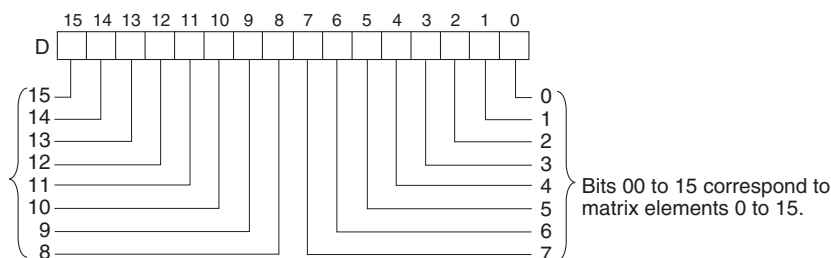 15 14 13 12 11 10 9 8 7 6 5 4 3 2 1 0
D
15 0
14 1
13 2
12 3
11 4
10 5
9 6
8 7
Bits 00 to 15 correspond to
matrix elements 0 to 15.